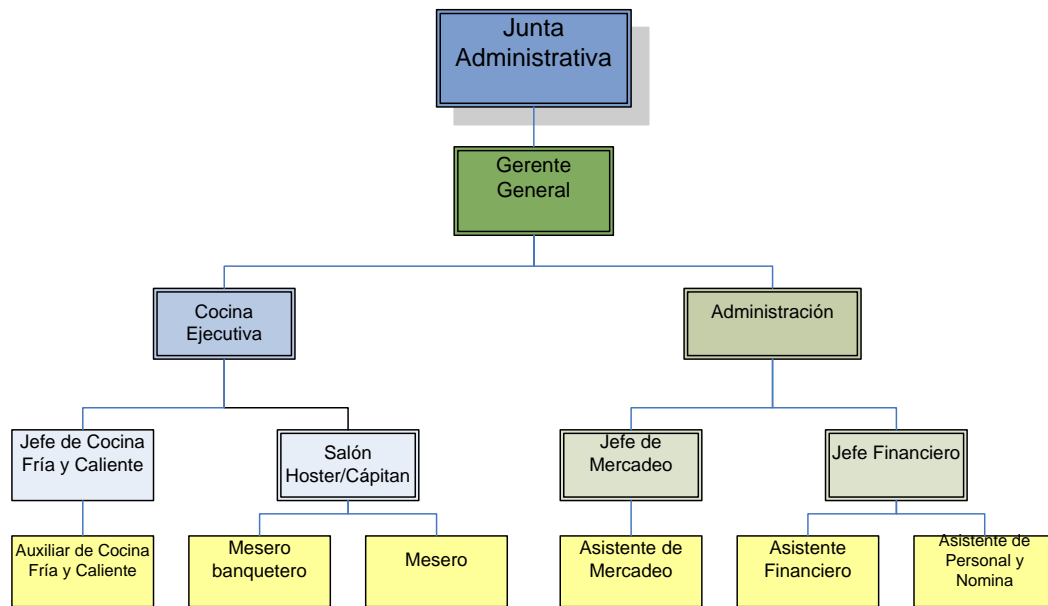 Junta
Administrativa
Gerente
General
Cocina
Ejecutiva
Administración
Jefe de Cocina
Fría y Caliente
Salón
Hoster/Cápitan
Jefe de
Mercadeo
Jefe Financiero
Auxiliar de Cocina
Fría y Caliente
Mesero
banquetero
Mesero
Asistente de
Mercadeo
Asistente
Financiero
Asistente de
Personal y
Nomina